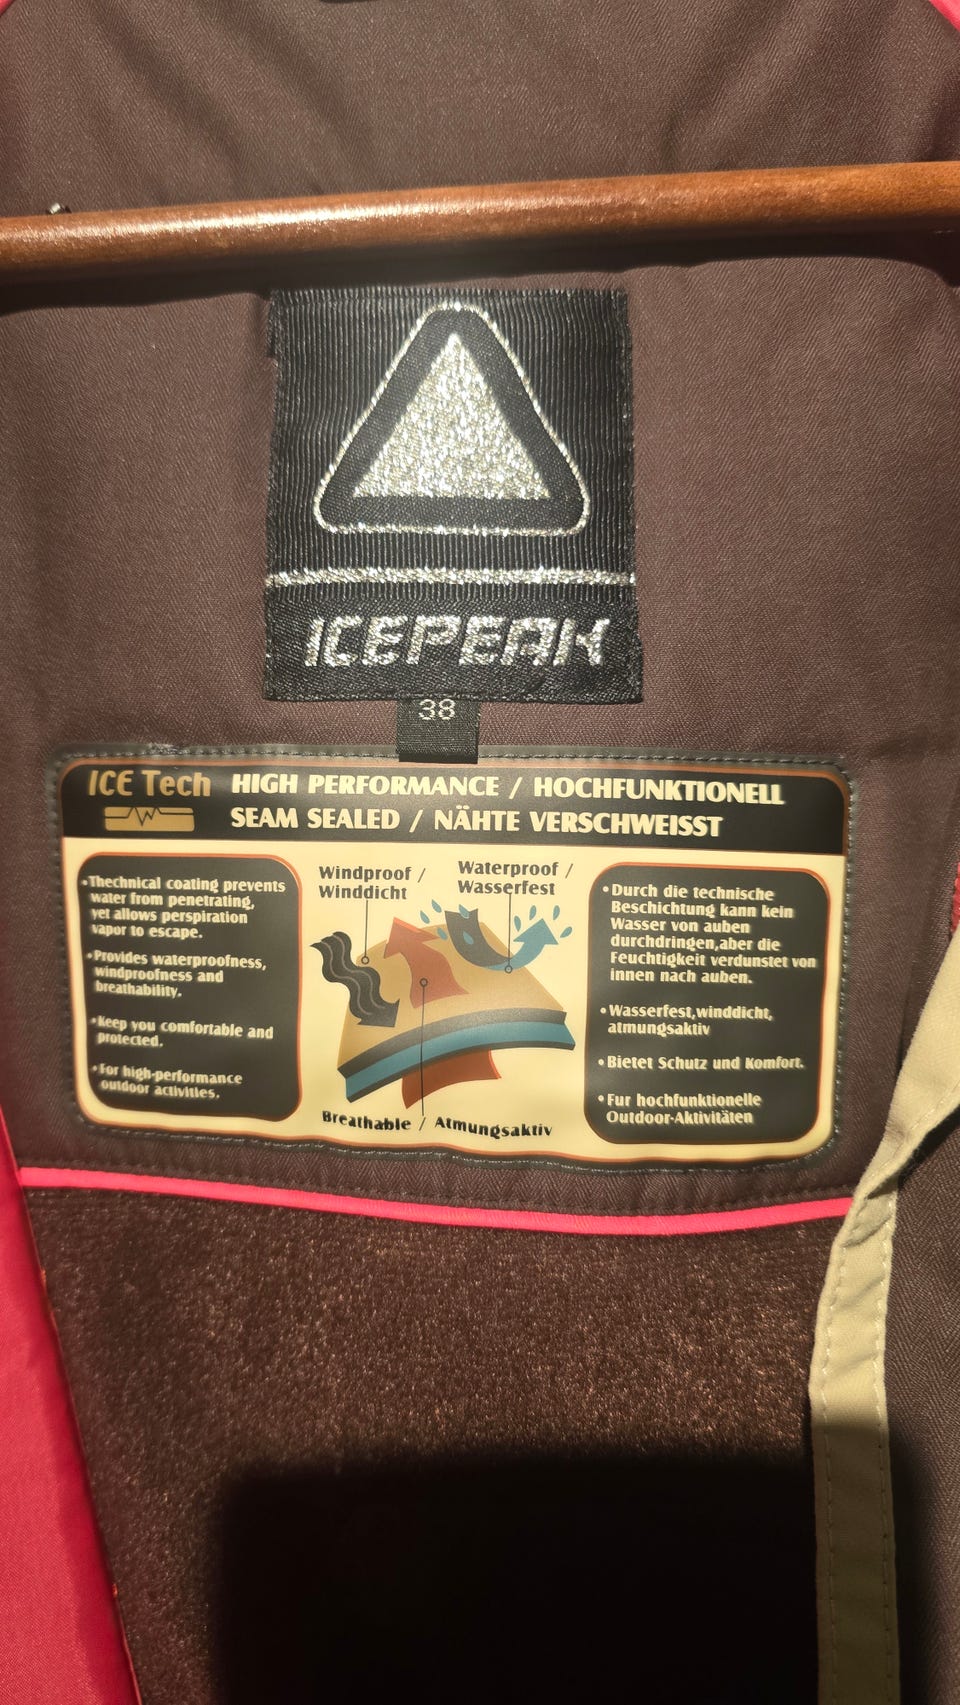 ICEPEAK
38
ICE Tech
HIGH PERFORMANCE / HOCHFUNKTIONELL
SEAM SEALED / NÄHTE VERSCHWEISST
•Thechnical coating prevents
water from penetrating,
yet allows perspiration
vapor to escape.
•Provides waterproofness,
windproofness and
breathability.
•Keep you comfortable and
protected.
•For high-performance
outdoor activities.
Windproof /
Winddicht
Waterproof /
Wasserfest
Breathable / Atmungsaktiv
•Durch die technische
Beschichtung kann kein
Wasser von auben
durchdringen,aber die
Feuchtigkeit verdunstet von
innen nach auben.
•Wasserfest,winddicht,
atmungsaktiv
•Bietet Schutz und Komfort.
•Fur hochfunktionelle
Outdoor-Aktivitäten